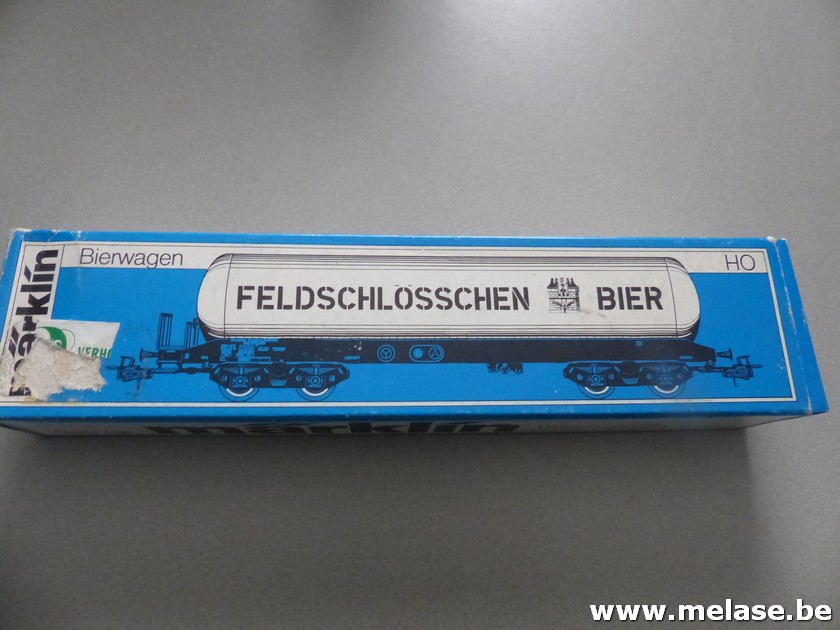 märklin
Bierwagen
HO
FELDSCHLÖSSCHEN BIER
märklin
www.melase.be